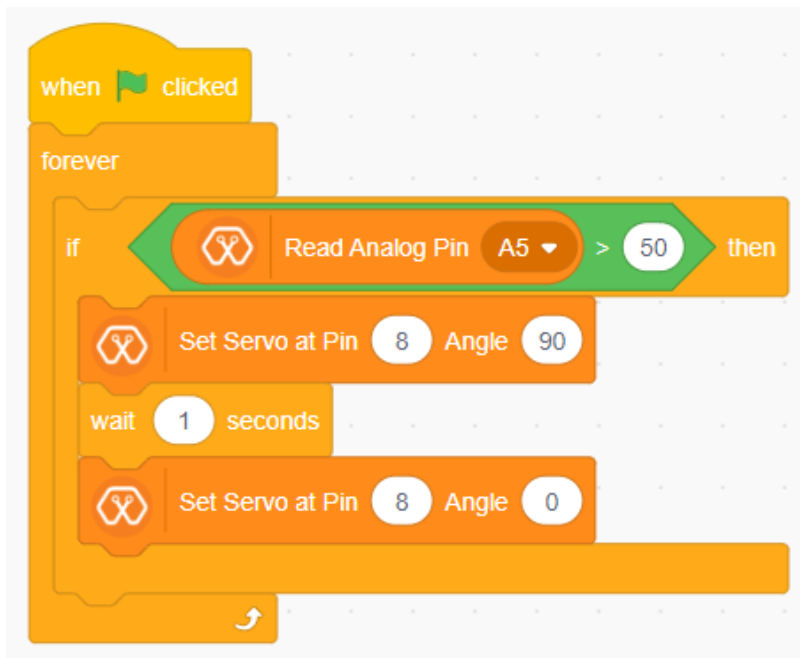 when clicked
forever
if Read Analog Pin A5 > 50 then
Set Servo at Pin 8 Angle 90
wait 1 seconds
Set Servo at Pin 8 Angle 0